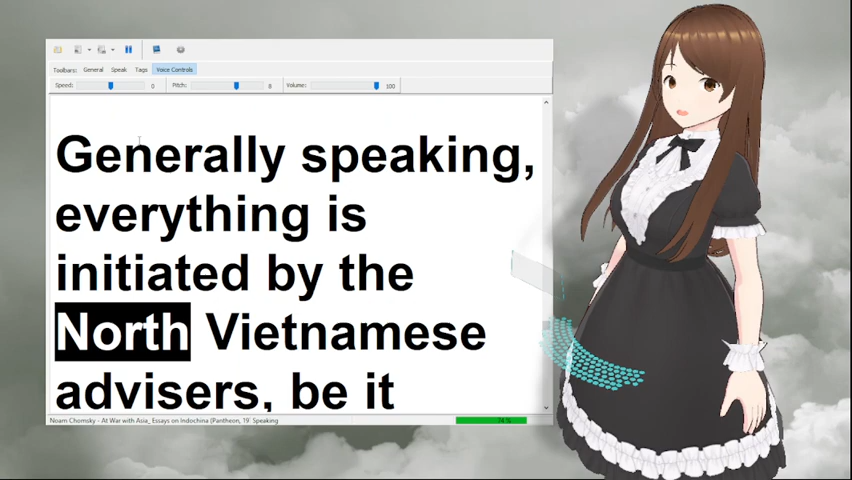 Toolbars: General Speak Tags Voice Controls
Speed: 0 Pitch: 8 Volume: 100
Generally speaking,
everything is
initiated by the
North Vietnamese
advisers, be it
Noam Chomsky - At War with Asia_ Essays on Indochina (Pantheon, 19 Speaking 74 %